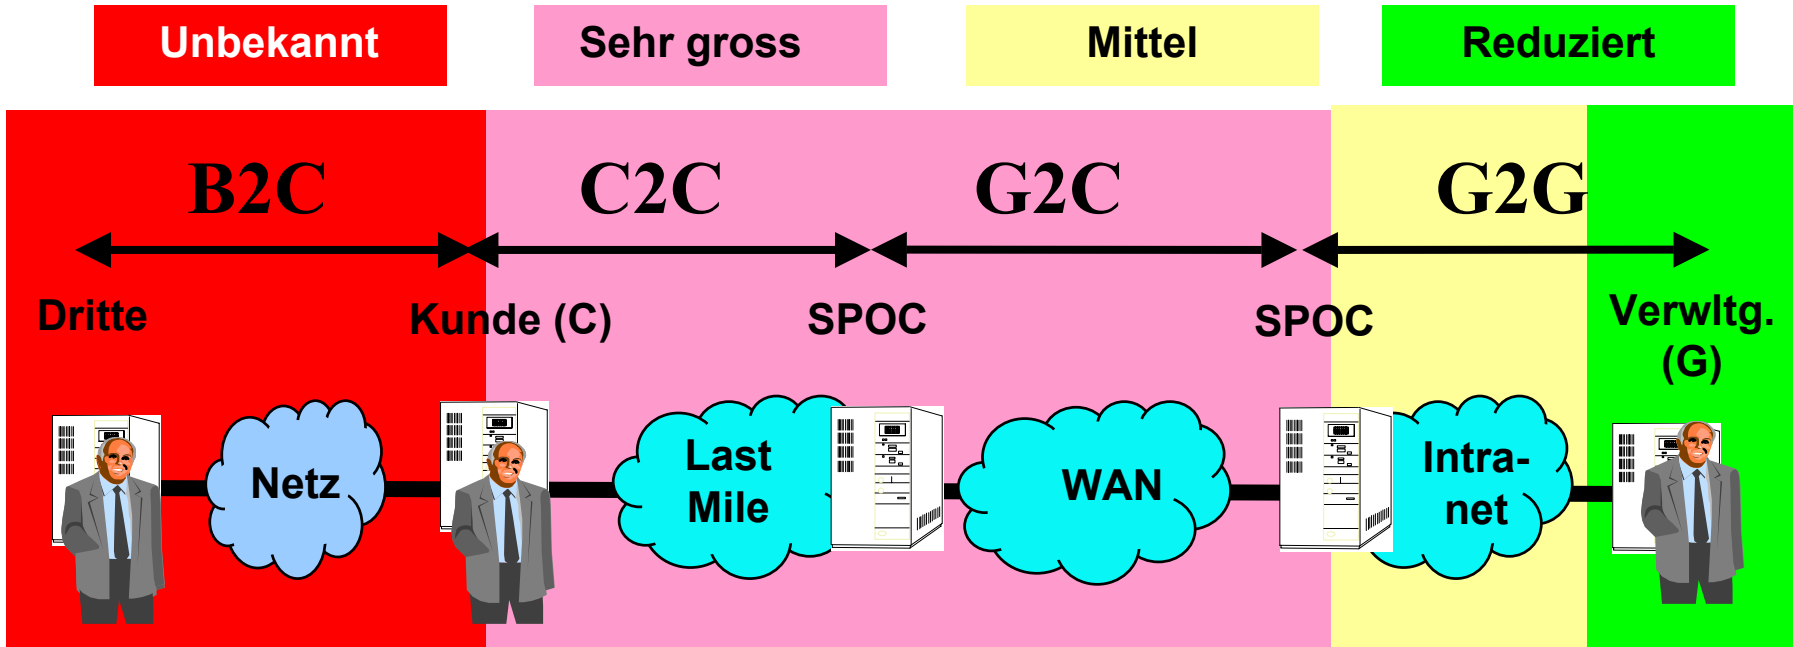 Unbekannt
Sehr gross
Mittel
Reduziert
B2C
C2C
G2C
G2G
Dritte
Kunde (C)
SPOC
SPOC
Verwltg.
(G)
Netz
Last
Mile
WAN
Intra-
net